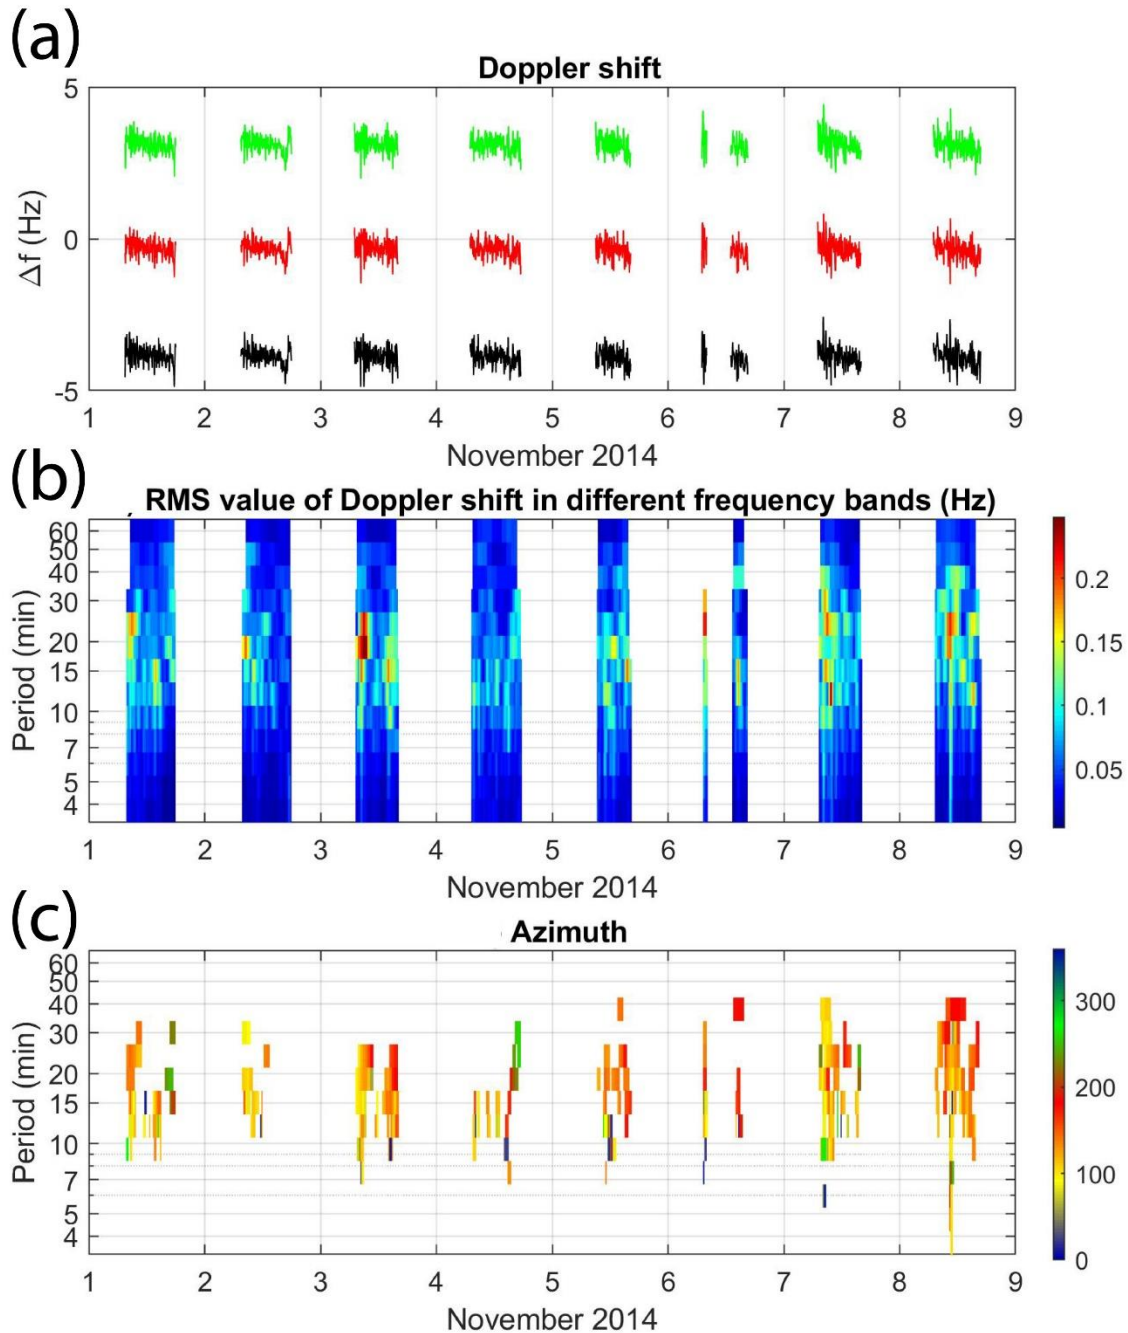 (a)
Doppler shift
5
0
-5
Δf (Hz)
1 2 3 4 5 6 7 8 9
November 2014
(b)
RMS value of Doppler shift in different frequency bands (Hz)
60
50
40
30
20
15
10
7
5
4
Period (min)
0.2
0.15
0.1
0.05
1 2 3 4 5 6 7 8 9
November 2014
(c)
Azimuth
60
50
40
30
20
15
10
7
5
4
Period (min)
300
200
100
0
1 2 3 4 5 6 7 8 9
November 2014